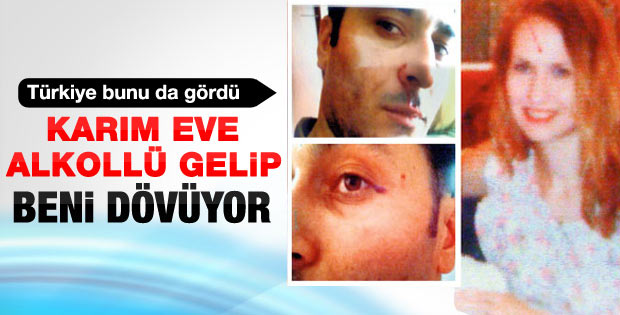 Türkiye bunu da gördü
KARIM EVE
ALKOLLÜ GELİP
BENİ DÖVÜYOR